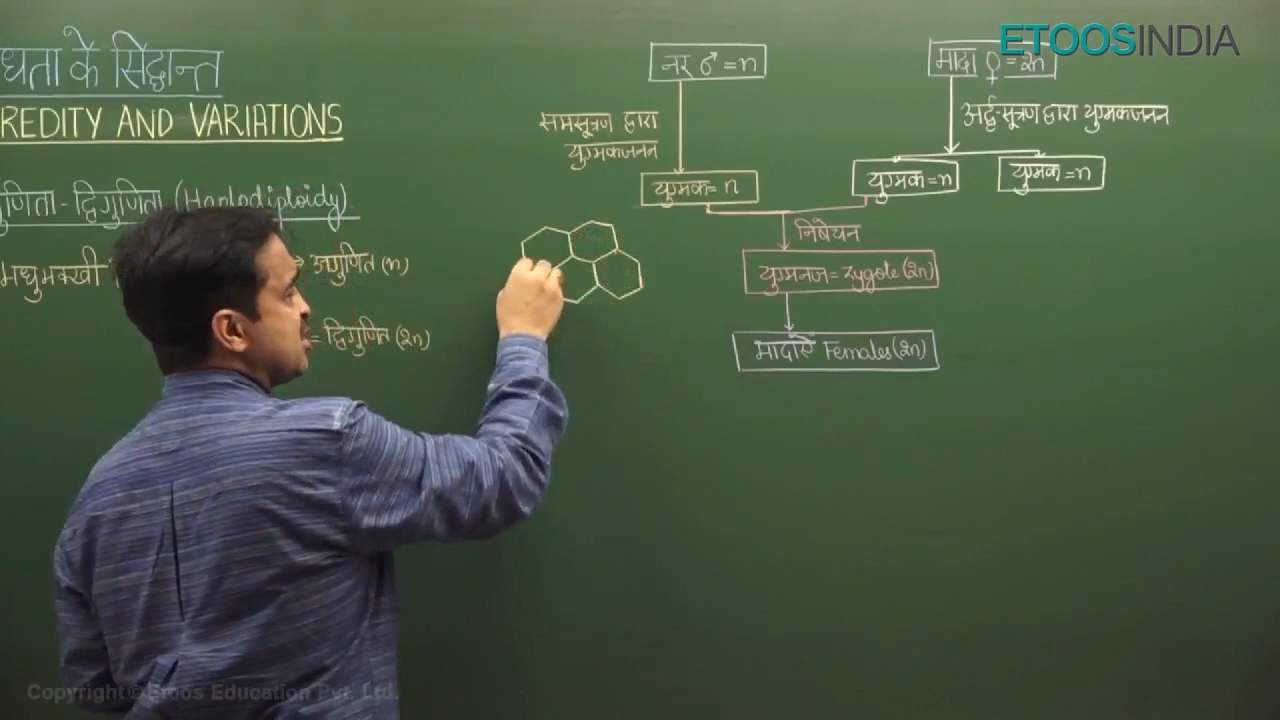 ETOOSINDIA
धता के सिद्धान्त
REDITY AND VARIATIONS
गुणिता - द्विगुणिता (Haplodiploidy)
मधुमक्खी
⇒ अगुणित (n)
= द्विगुणित (2n)
नर ♂ = n
समसूत्रण द्वारा
युग्मकजनन
युग्मक = n
मादा ♀ = 2n
अर्द्धसूत्रण द्वारा युग्मकजनन
युग्मक = n
युग्मक = n
निषेचन
युग्मनज = zygote (2n)
मादाऐं Females (2n)
Copyright © Etoos Education Pvt. Ltd.